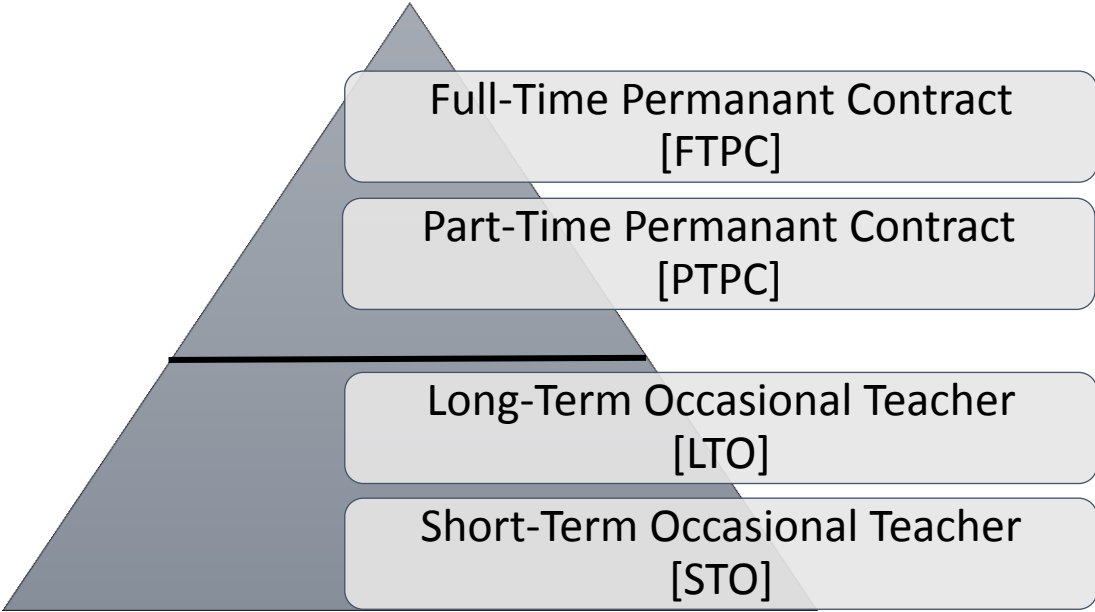 Full-Time Permanant Contract
[FTPC]
Part-Time Permanant Contract
[PTPC]
Long-Term Occasional Teacher
[LTO]
Short-Term Occasional Teacher
[STO]